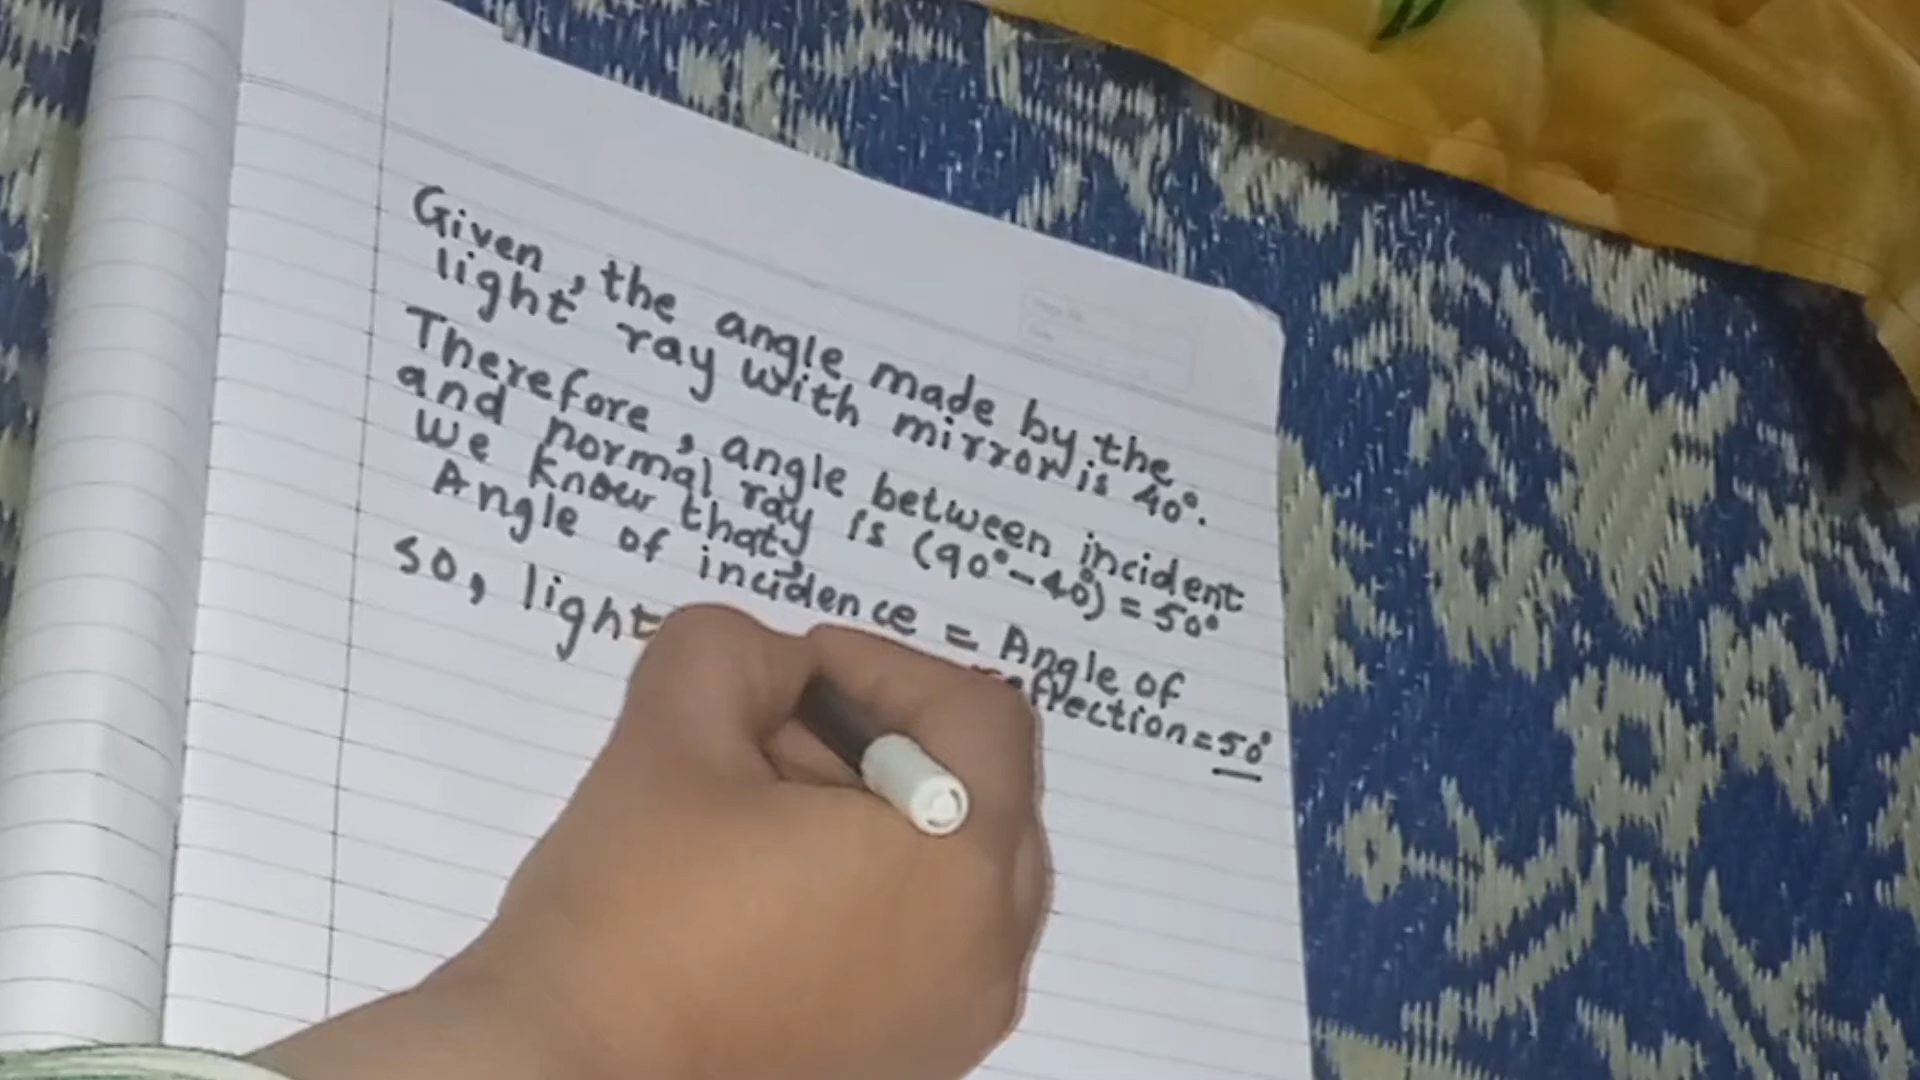 Given, the angle made by the
light ray with mirror is 40°.
Therefore, angle between incident
and normal ray is (90°-40°) = 50°
We know that,
Angle of incidence = Angle of
reflection = 50°
so, light